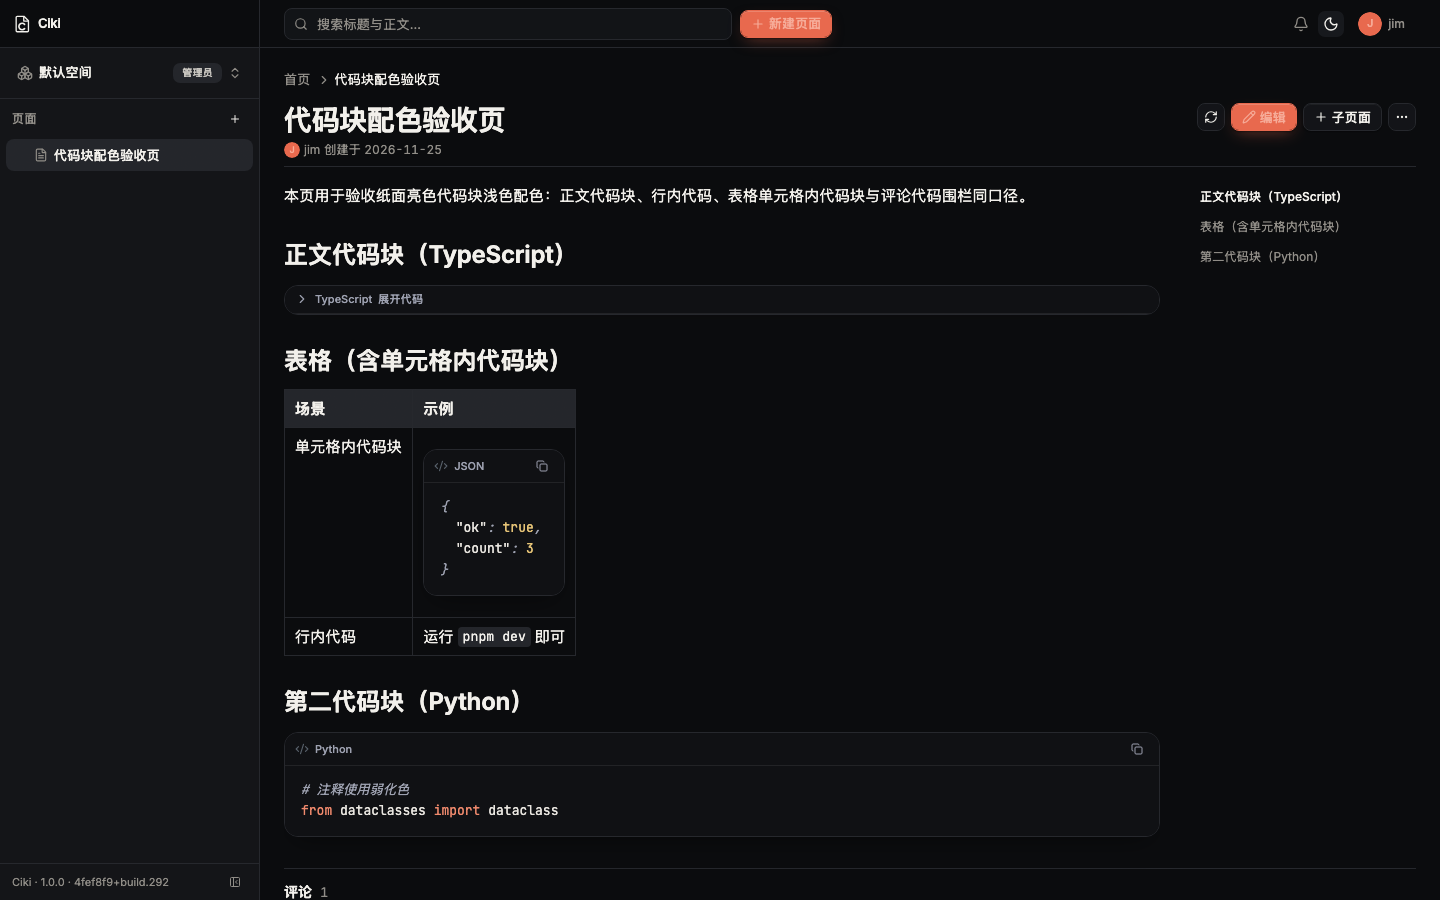 Ciki
搜索标题与正文...
新建页面
J jim
默认空间 管理员
页面
代码块配色验收页
首页 > 代码块配色验收页
代码块配色验收页
编辑
子页面
J jim 创建于 2026-11-25
本页用于验收纸面亮色代码块浅色配色：正文代码块、行内代码、表格单元格内代码块与评论代码围栏同口径。
正文代码块（TypeScript）
表格（含单元格内代码块）
第二代码块（Python）
正文代码块（TypeScript）
TypeScript 展开代码
表格（含单元格内代码块）
场景 示例
单元格内代码块
</> JSON
{
"ok": true,
"count": 3
}
行内代码 运行 pnpm dev 即可
第二代码块（Python）
</> Python
# 注释使用弱化色
from dataclasses import dataclass
评论 1
Ciki · 1.0.0 · 4fef8f9+build.292